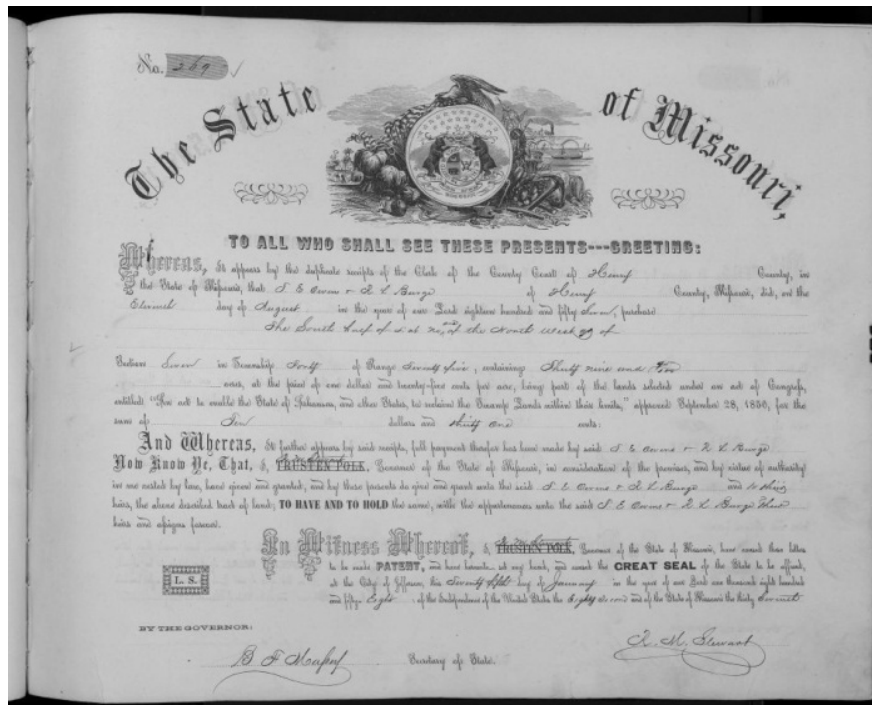 No. 269
The State of Missouri,
TO ALL WHO SHALL SEE THESE PRESENTS---GREETING:
Whereas, It appears by the duplicate receipts of the Clerk of the County Court of Henry County, in
the State of Missouri, that S E Owens & R L Burge of Henry County, Missouri, did, on the
Eleventh day of August in the year of our Lord eighteen hundred and fifty Seven, purchase
The South half of of the North West qr of
Section Seven in Township Forty of Range Twenty five, containing Thirty nine and
acres, at the price of one dollar and twenty-five cents per acre, being part of the lands selected under an act of Congress,
entitled "An act to enable the State of Arkansas, and other States, to reclaim the Swamp Lands within their limits," approved September 28, 1850, for the
sum of dollars and thirty one cents:
And Whereas, It further appears by said receipts, full payment therefor has been made by said S E Owens & R L Burge
Now Know Ye, That, I, TRUSTEN POLK, Governor of the State of Missouri, in consideration of the premises, and by virtue of authority
in me vested by law, have given and granted, and by these presents do give and grant unto the said S E Owens & R L Burge and to their
heirs, the above described tract of land; TO HAVE AND TO HOLD the same, with the appurtenances unto the said S E Owens & R L Burge their
heirs and assigns forever.
In Witness Whereof, I, TRUSTEN POLK, Governor of the State of Missouri, have caused these letters
to be made PATENT, and have hereunto set my hand, and caused the GREAT SEAL of the State to be affixed,
L. S.
at the City of Jefferson, this Twenty fifth day of January in the year of our Lord one thousand eight hundred
and fifty Eight, of the Independence of the United States the Eighty Second and of the State of Missouri the thirty Seventh
BY THE GOVERNOR:
R. M. Stewart
B F Massey Secretary of State.